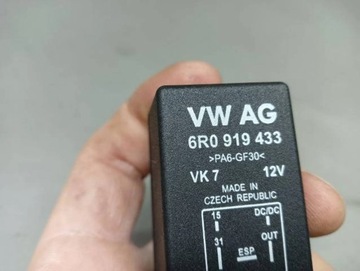 VW AG
6R0 919 433
>PA6-GF30<
VK 7 12V
MADE IN
CZECH REPUBLIC
15 DC/DC
31 OUT
ESP